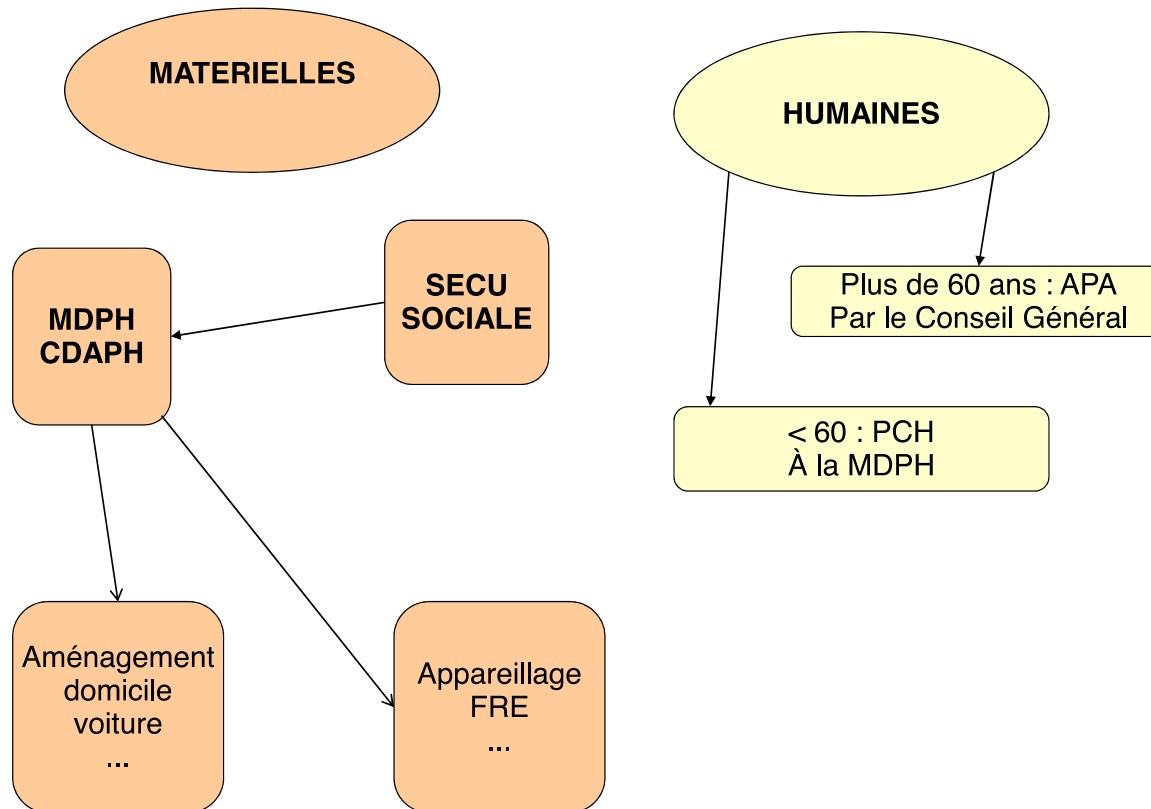 MATERIELLES
HUMAINES
MDPH
CDAPH
SECU
SOCIALE
Plus de 60 ans : APA
Par le Conseil Général
< 60 : PCH
À la MDPH
Aménagement
domicile
voiture
...
Appareillage
FRE
...